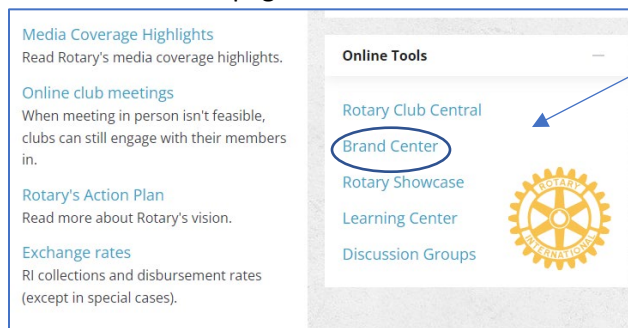 Media Coverage Highlights
Read Rotary's media coverage highlights.
Online club meetings
When meeting in person isn't feasible,
clubs can still engage with their members
in.
Rotary's Action Plan
Read more about Rotary's vision.
Exchange rates
RI collections and disbursement rates
(except in special cases).
Online Tools
Rotary Club Central
Brand Center
Rotary Showcase
Learning Center
Discussion Groups
ROTARY
INTERNATIONAL